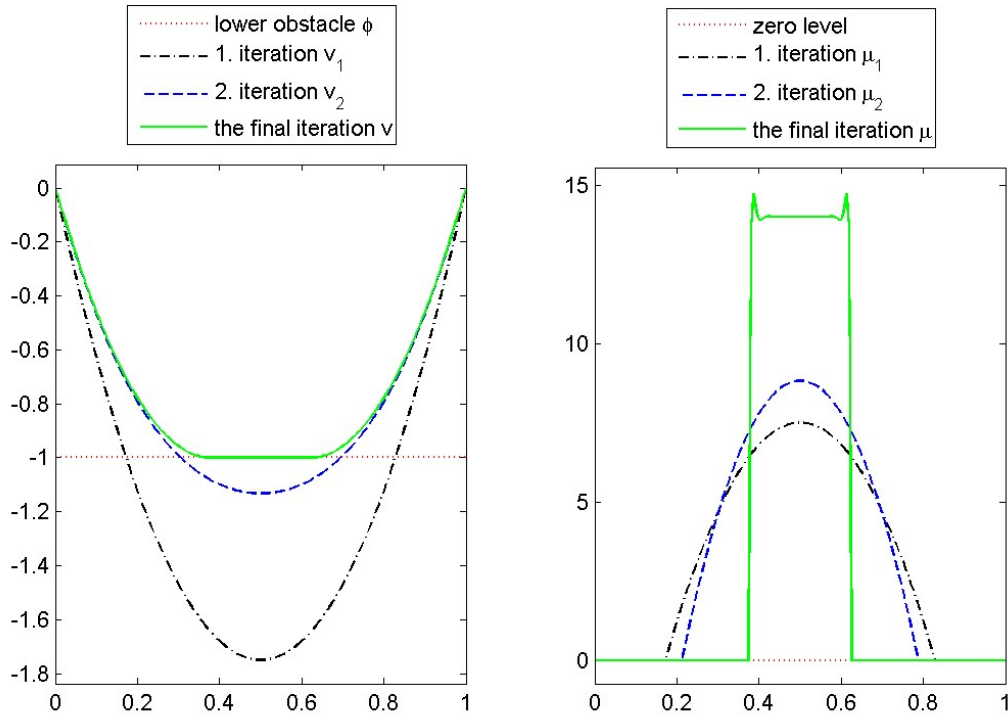 lower obstacle ϕ
1. iteration v₁
2. iteration v₂
the final iteration v
0
-0.2
-0.4
-0.6
-0.8
-1
-1.2
-1.4
-1.6
-1.8
0 0.2 0.4 0.6 0.8 1
zero level
1. iteration μ₁
2. iteration μ₂
the final iteration μ
15
10
5
0
0 0.2 0.4 0.6 0.8 1